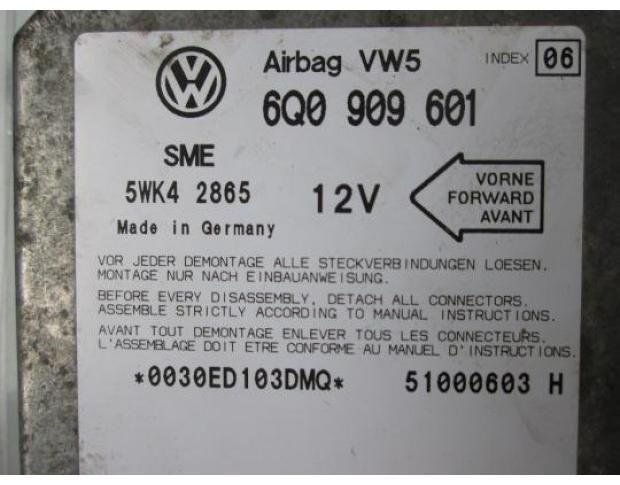 Airbag VW5 INDEX 06
6Q0 909 601
SME
5WK4 2865 12V
VORNE
FORWARD
AVANT
Made in Germany
VOR JEDER DEMONTAGE ALLE STECKVERBINDUNGEN LOESEN.
MONTAGE NUR NACH EINBAUANWEISUNG.
BEFORE EVERY DISASSEMBLY, DETACH ALL CONNECTORS.
ASSEMBLE STRICTLY ACCORDING TO MANUAL INSTRUCTIONS.
AVANT TOUT DEMONTAGE ENLEVER TOUS LES CONNECTEURS.
L'ASSEMBLAGE DOIT ETRE CONFORME AU MANUEL D'INSTRUCTIONS.
*0030ED103DMQ* 51000603 H